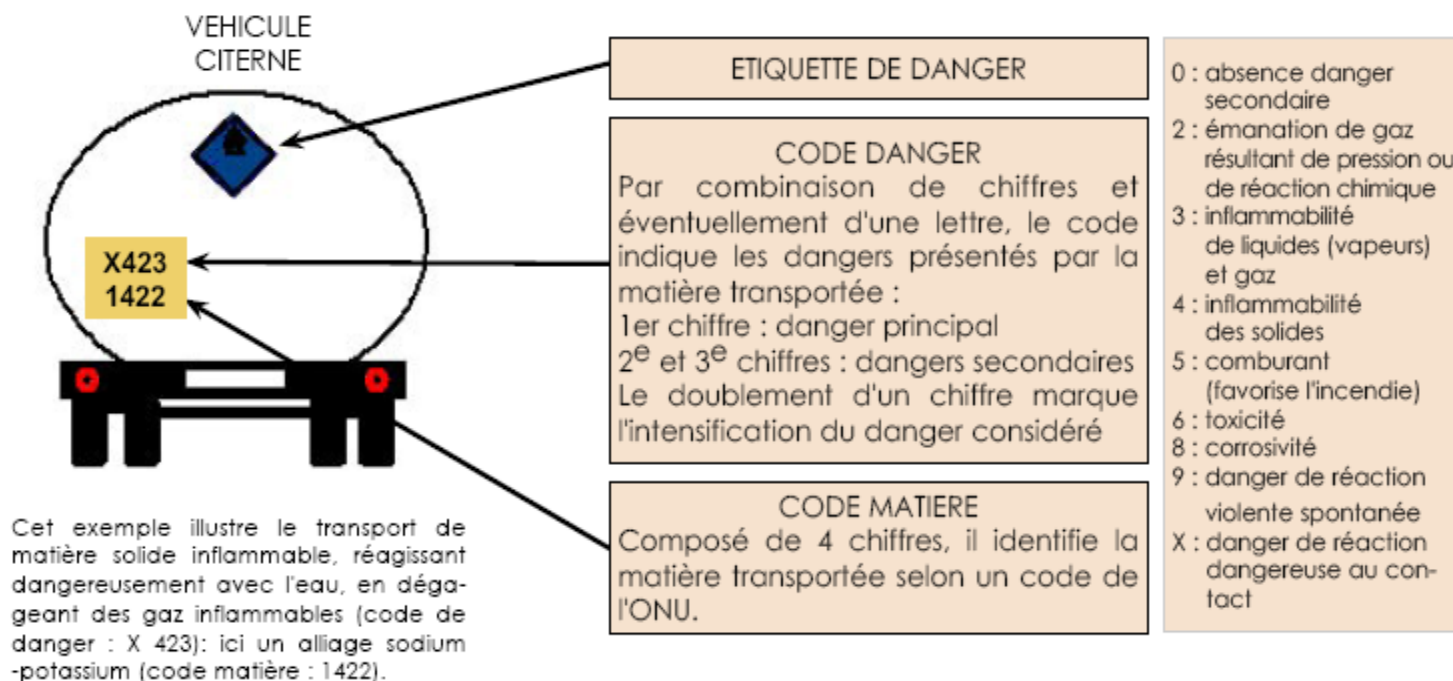 VEHICULE
CITERNE
X423
1422
Cet exemple illustre le transport de
matière solide inflammable, réagissant
dangereusement avec l'eau, en déga-
geant des gaz inflammables (code de
danger : X 423): ici un alliage sodium
-potassium (code matière : 1422).
ETIQUETTE DE DANGER
CODE DANGER
Par combinaison de chiffres et
éventuellement d'une lettre, le code
indique les dangers présentés par la
matière transportée :
1er chiffre : danger principal
2e et 3e chiffres : dangers secondaires
Le doublement d'un chiffre marque
l'intensification du danger considéré
CODE MATIERE
Composé de 4 chiffres, il identifie la
matière transportée selon un code de
l'ONU.
0 : absence danger
secondaire
2 : émanation de gaz
résultant de pression ou
de réaction chimique
3 : inflammabilité
de liquides (vapeurs)
et gaz
4 : inflammabilité
des solides
5 : comburant
(favorise l'incendie)
6 : toxicité
8 : corrosivité
9 : danger de réaction
violente spontanée
X : danger de réaction
dangereuse au con-
tact